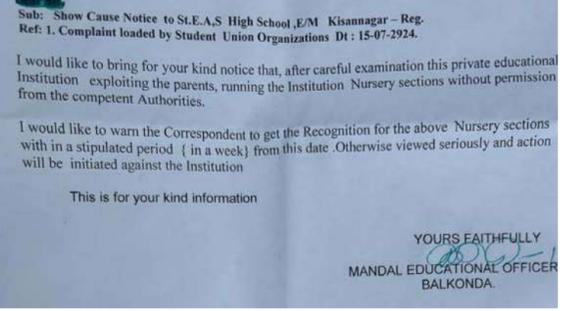 Sub: Show Cause Notice to St.E.A,S High School ,E/M Kisannagar – Reg.
Ref: 1. Complaint loaded by Student Union Organizations Dt : 15-07-2924.
I would like to bring for your kind notice that, after careful examination this private educational
Institution exploiting the parents, running the Institution Nursery sections without permission
from the competent Authorities.
I would like to warn the Correspondent to get the Recognition for the above Nursery sections
with in a stipulated period { in a week} from this date .Otherwise viewed seriously and action
will be initiated against the Institution
This is for your kind information
YOURS FAITHFULLY
MANDAL EDUCATIONAL OFFICER
BALKONDA.